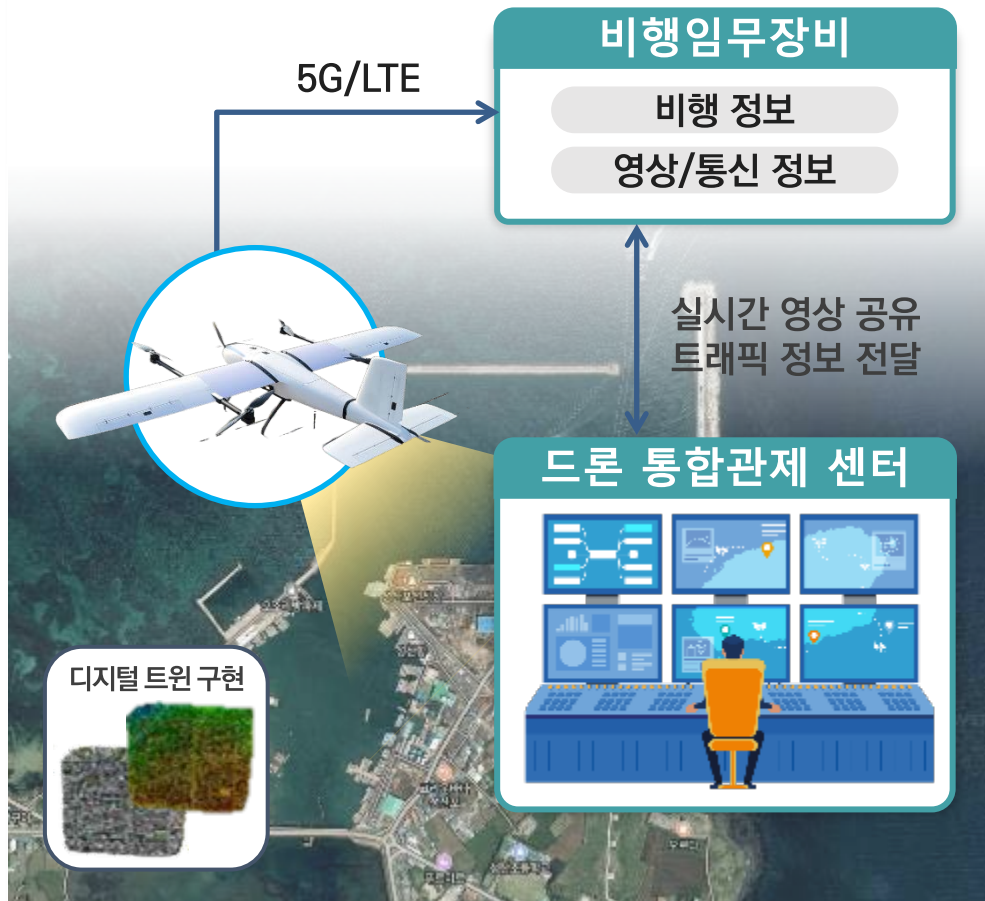 비행임무장비
5G/LTE
비행 정보
영상/통신 정보
실시간 영상 공유
트래픽 정보 전달
드론 통합관제 센터
디지털 트윈 구현